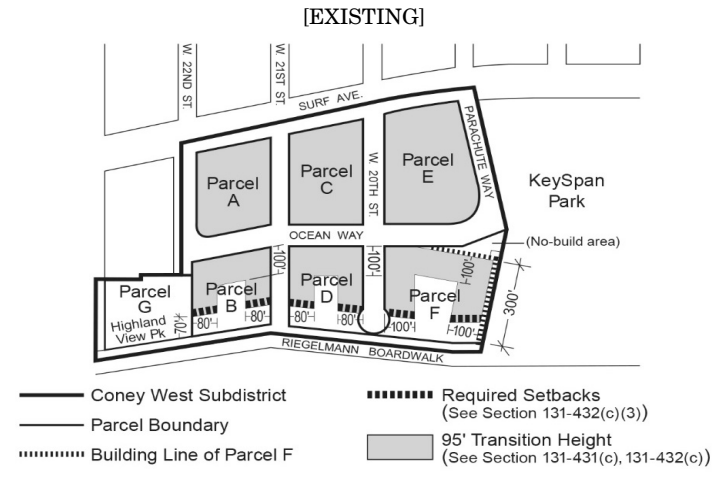 [EXISTING]
W. 22ND ST.
W. 21ST ST.
SURF AVE.
PARACHUTE WAY
Parcel
A
Parcel
C
W. 20TH ST.
Parcel
E
KeySpan
Park
OCEAN WAY
(No-build area)
100'
100'
100'
300'
Parcel
G
Highland
View Pk
70'
Parcel
B
80'
80'
Parcel
D
80'
80'
Parcel
F
100'
100'
RIEGELMANN BOARDWALK
Coney West Subdistrict
Parcel Boundary
Building Line of Parcel F
Required Setbacks
(See Section 131-432(c)(3))
95' Transition Height
(See Section 131-431(c), 131-432(c))